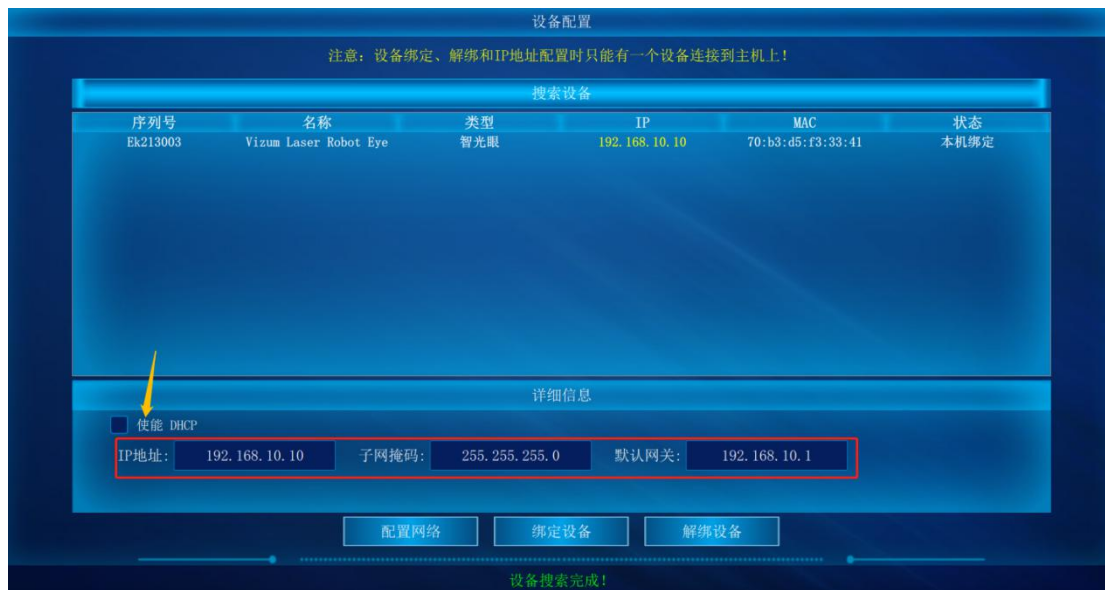 设备配置
注意：设备绑定、解绑和IP地址配置时只能有一个设备连接到主机上！
搜索设备
序列号 名称 类型 IP MAC 状态
Ek213003 Vizum Laser Robot Eye 智光眼 192.168.10.10 70:b3:d5:f3:33:41 本机绑定
详细信息
使能 DHCP
IP地址: 192.168.10.10 子网掩码: 255.255.255.0 默认网关: 192.168.10.1
配置网络 绑定设备 解绑设备
设备搜索完成！